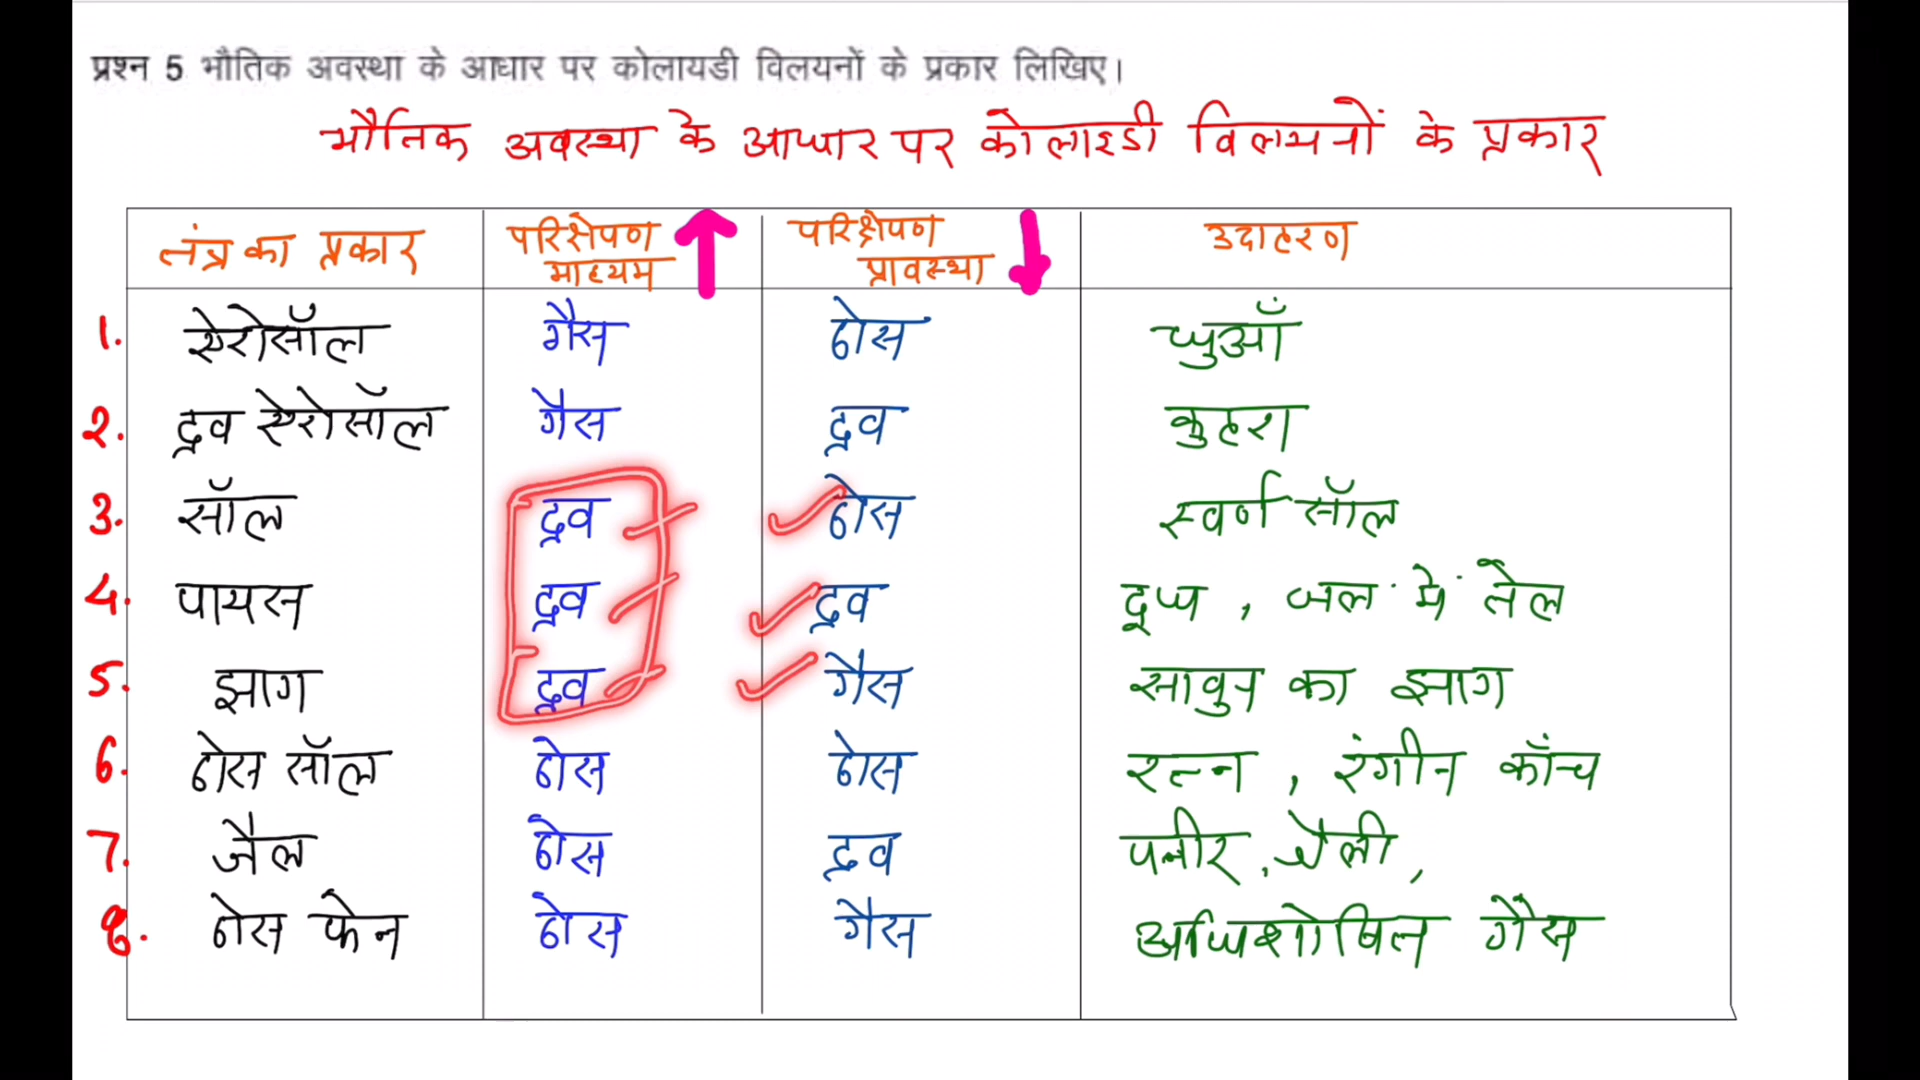 प्रश्न 5 भौतिक अवस्था के आधार पर कोलायडी विलयनों के प्रकार लिखिए।
भौतिक अवस्था के आधार पर कोलाइडी विलयनों के प्रकार
तंत्र का प्रकार परिक्षेपण माध्यम परिक्षेपण प्रावस्था उदाहरण
1. ऐरोसॉल गैस ठोस धुआँ
2. द्रव ऐरोसॉल गैस द्रव कुहरा
3. सॉल द्रव ठोस स्वर्ण सॉल
4. पायस द्रव द्रव दूध , जल में तेल
5. झाग द्रव गैस साबुन का झाग
6. ठोस सॉल ठोस ठोस रत्न , रंगीन काँच
7. जैल ठोस द्रव पनीर , जैली ,
8. ठोस फेन ठोस गैस अधिशोषित गैस